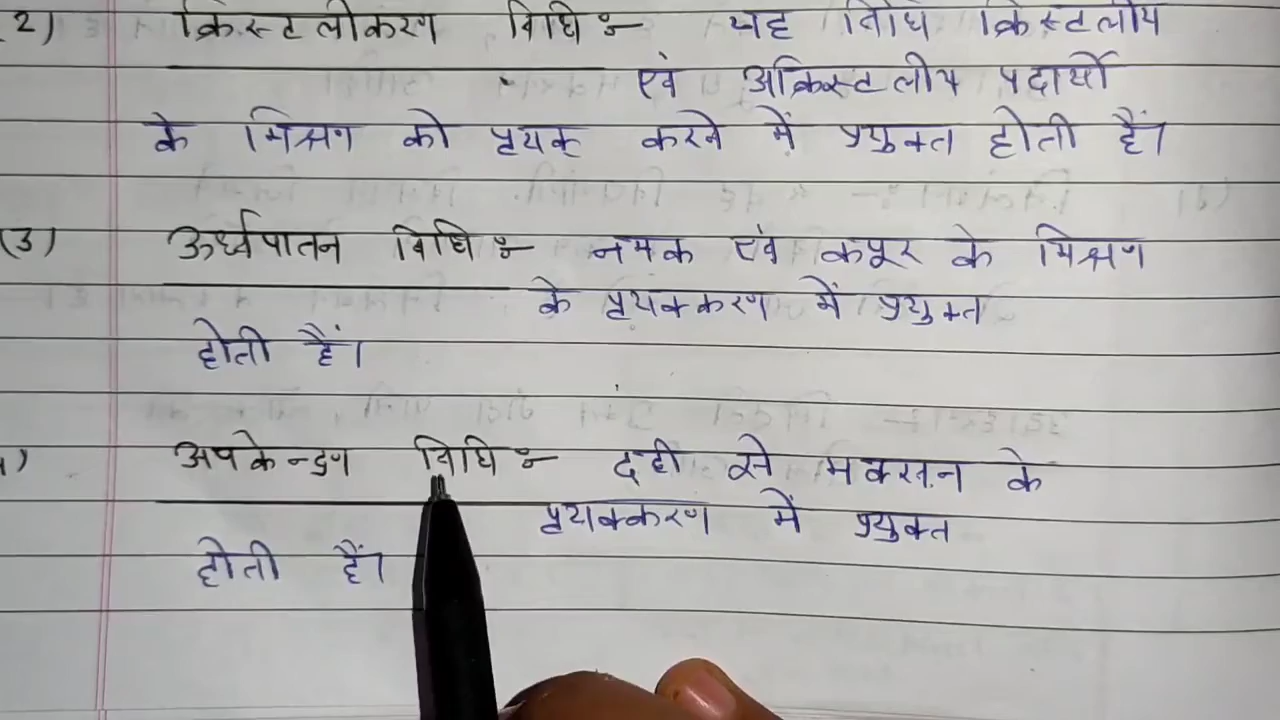 2) क्रिस्टलीकरण विधि :- यह विधि क्रिस्टलीय
एवं अक्रिस्टलीय पदार्थो
के मिश्रण को पृथक् करने में प्रयुक्त होती हैं।
(3) ऊर्ध्वपातन विधि :- नमक एवं कपूर के मिश्रण
के पृथक्करण में प्रयुक्त
होती हैं।
) अपकेन्द्रण विधि :- दही से मक्खन के
पृथक्करण में प्रयुक्त
होती हैं।